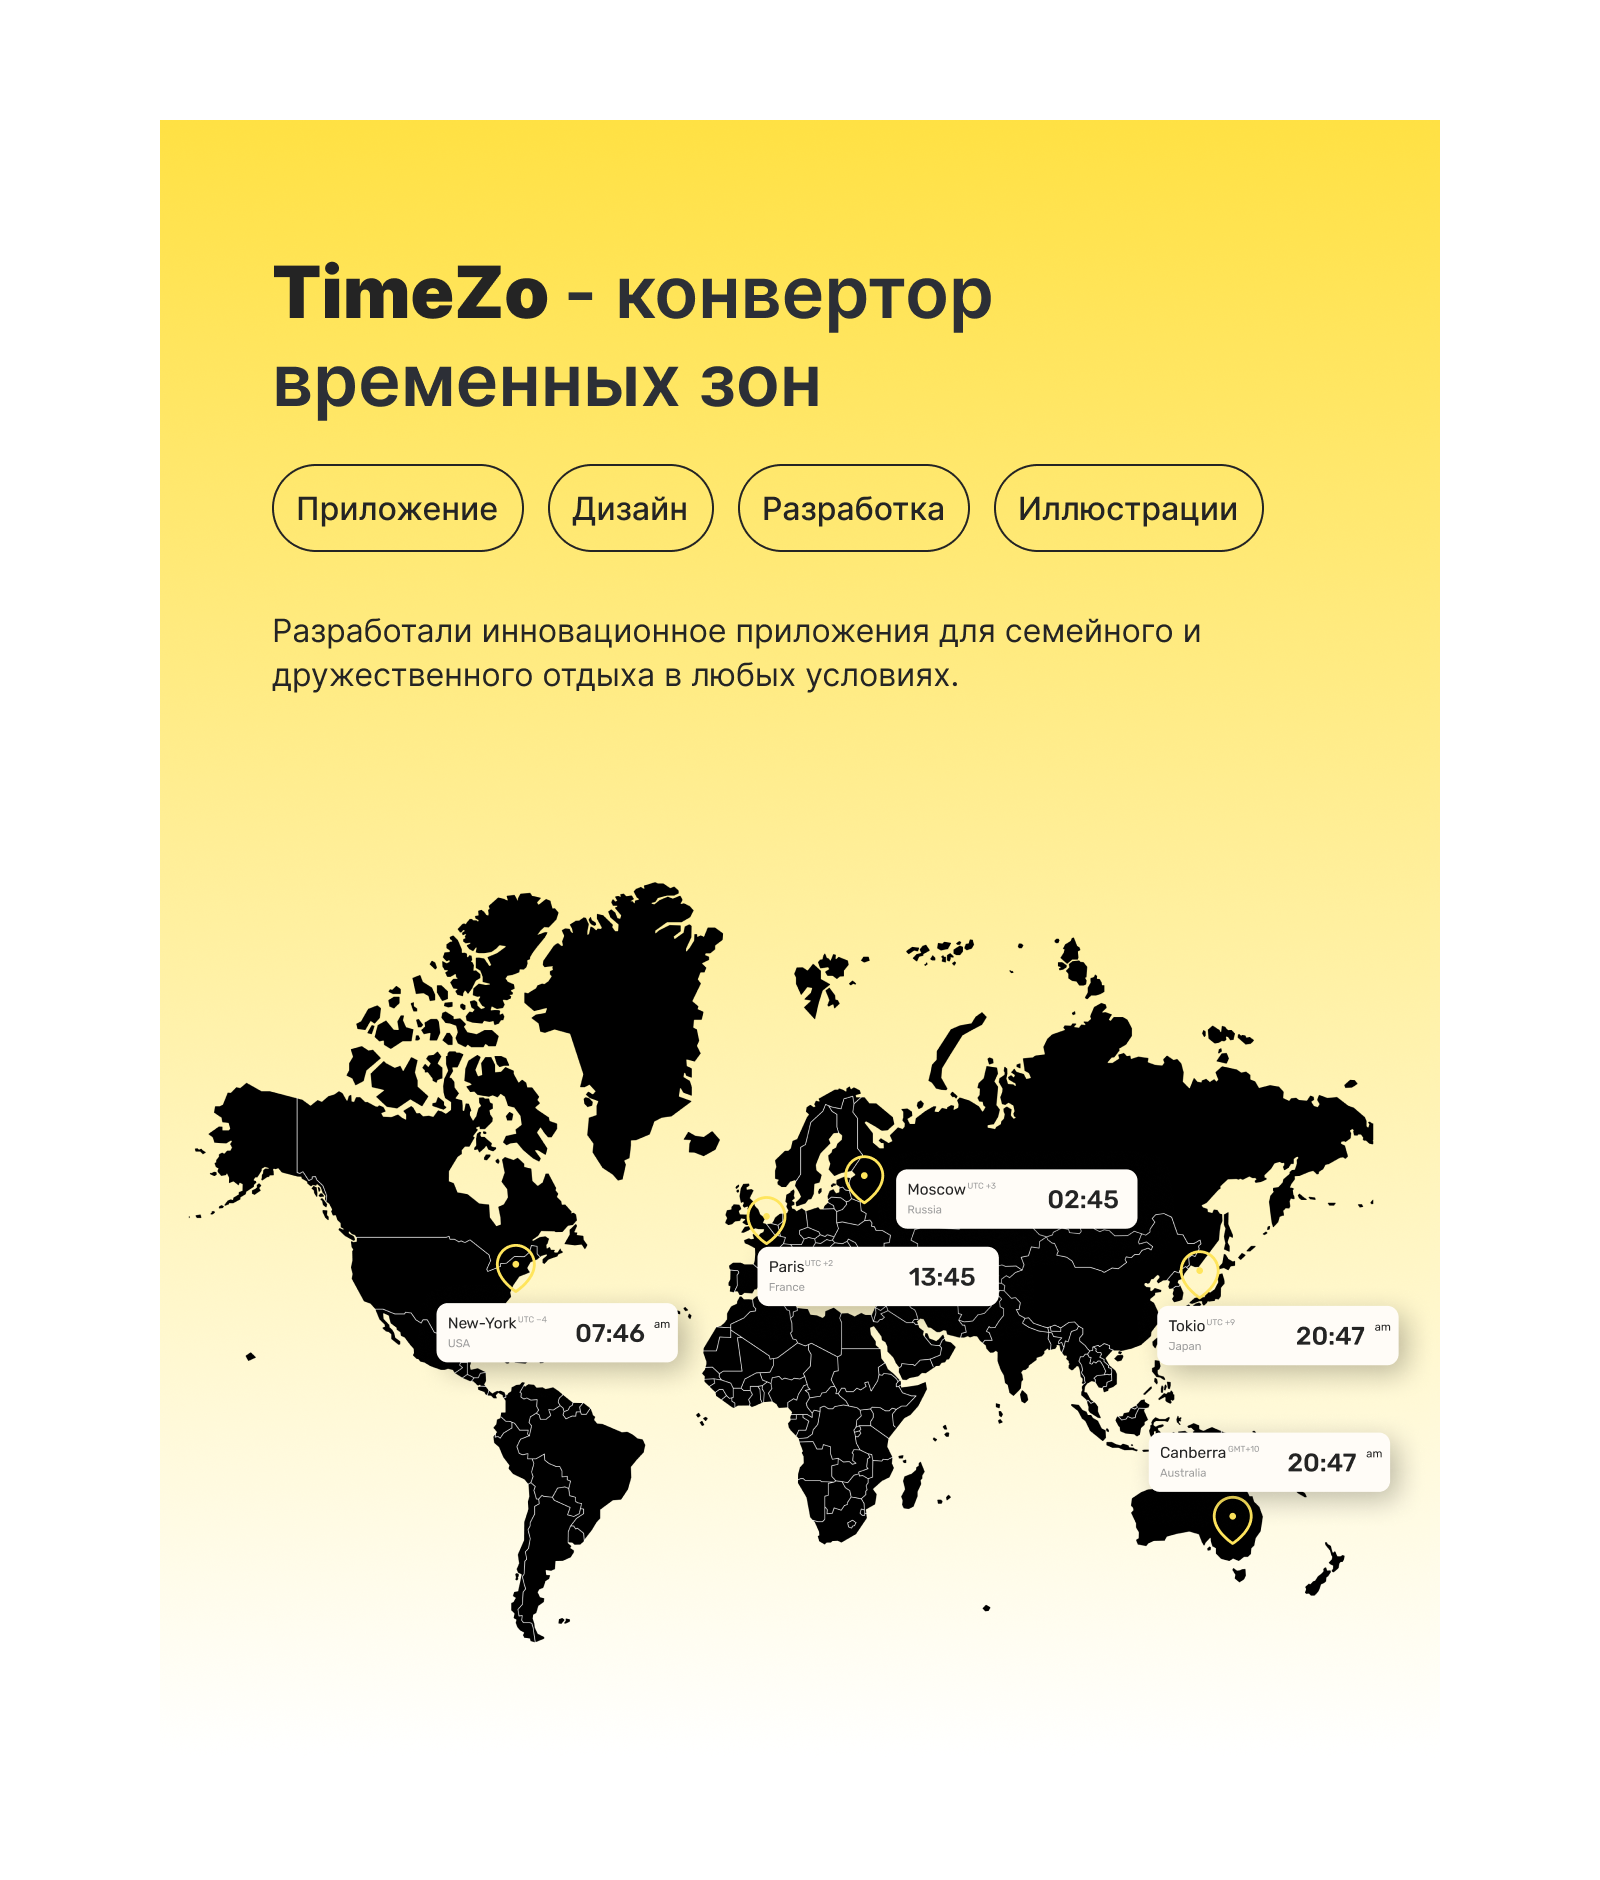 TimeZo - конвертор
временных зон
Приложение Дизайн Разработка Иллюстрации
Разработали инновационное приложения для семейного и
дружественного отдыха в любых условиях.
Moscow UTC +3 02:45
Russia
Paris UTC +2 13:45
France
New-York UTC -4 07:46 am
USA
Tokio UTC +9 20:47 am
Japan
Canberra GMT+10 20:47 am
Australia